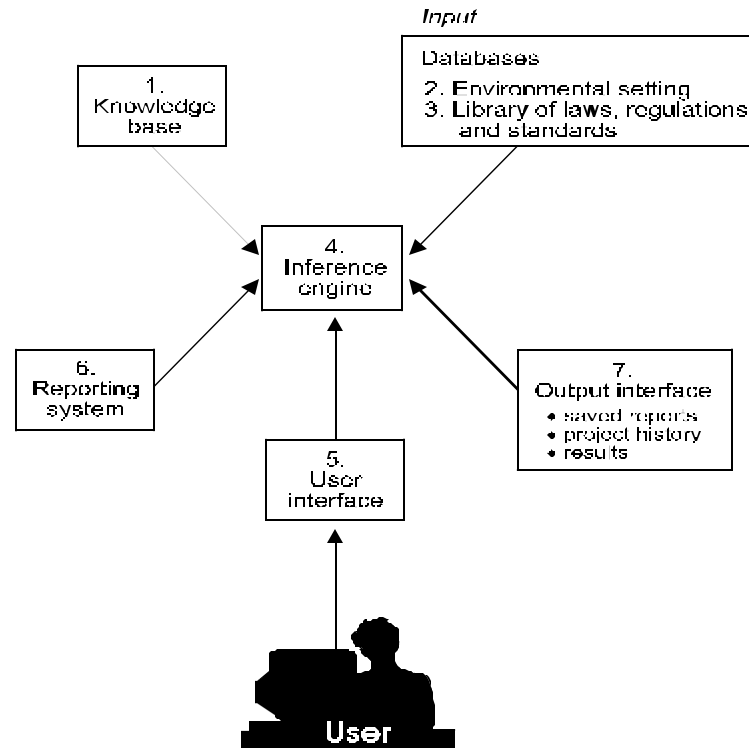 Input
Databases
2. Environmental setting
3. Library of laws, regulations
and standards
1.
Knowledge
base
4.
Inference
engine
6.
Reporting
system
7.
Output interface
• saved reports
• project history
• results
5.
User
interface
User